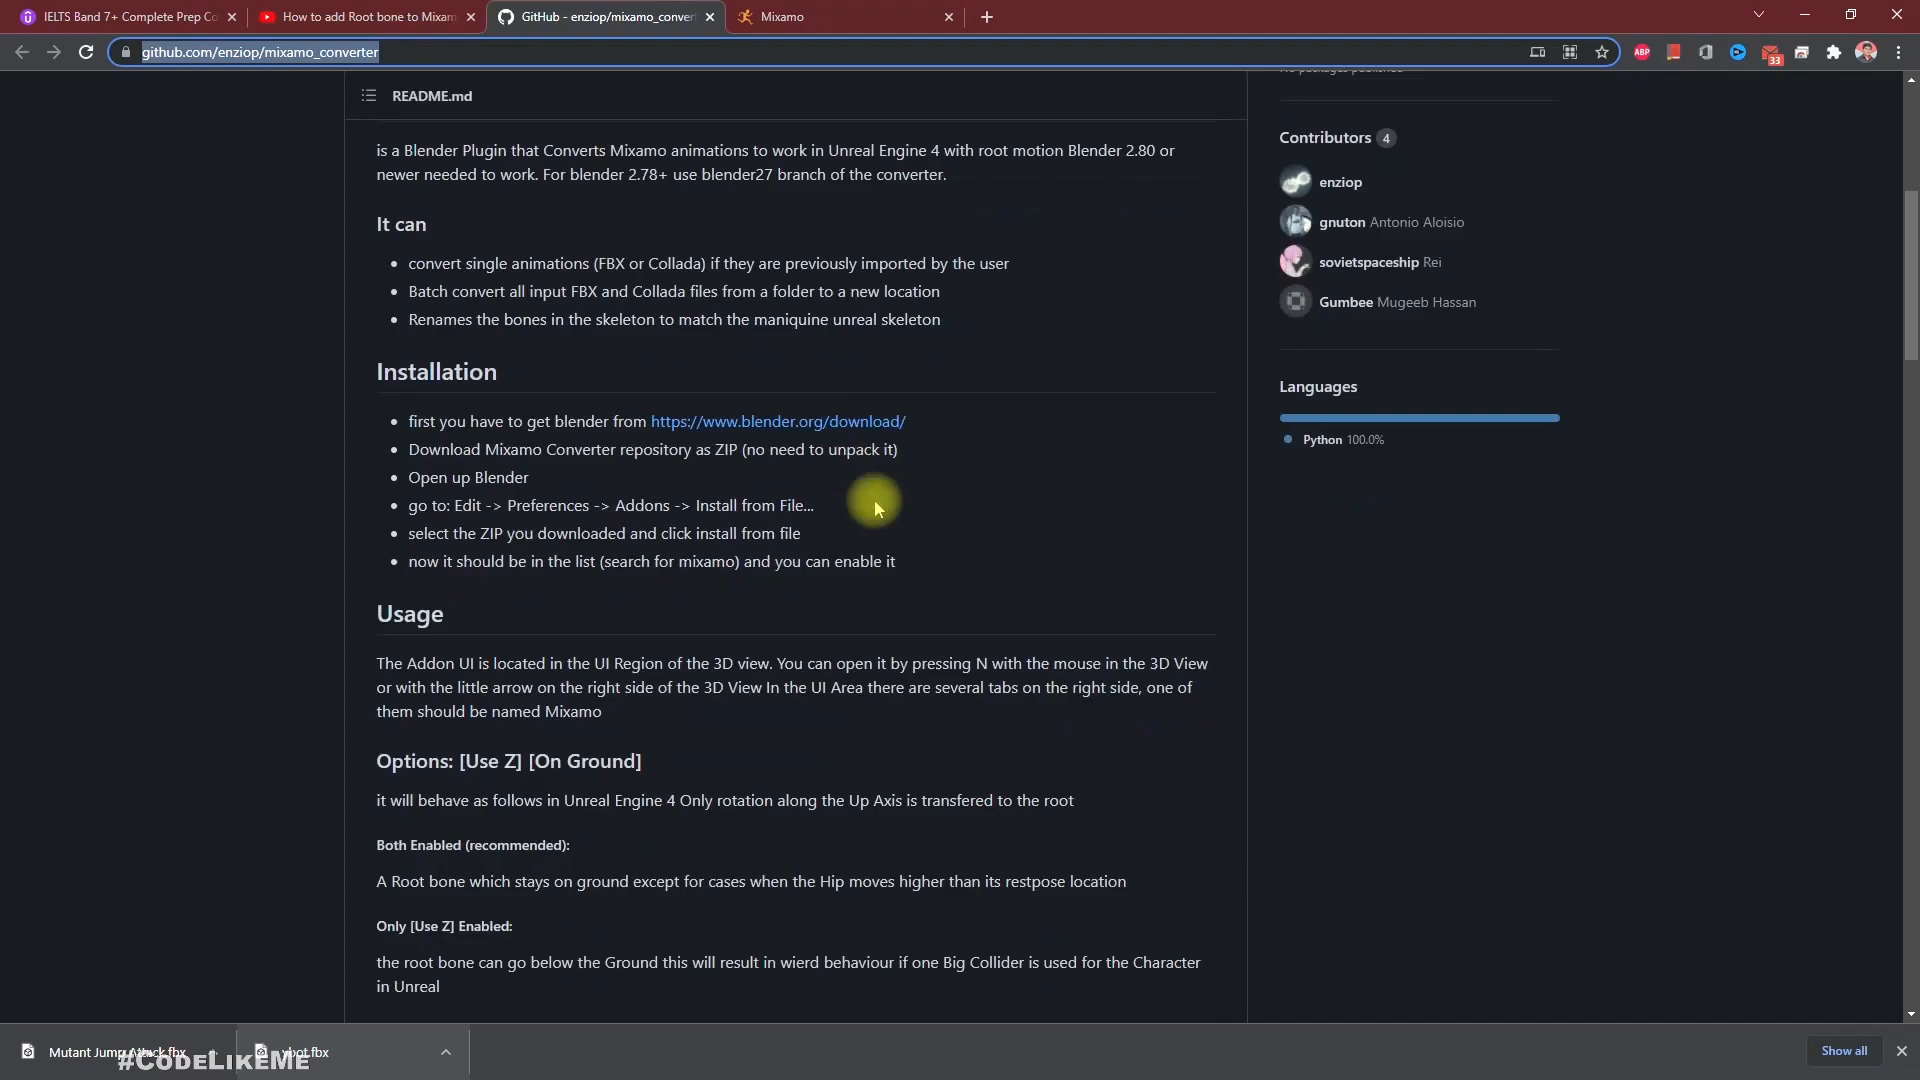 IELTS Band 7+ Complete Prep Co
How to add Root bone to Mixam
GitHub - enziop/mixamo_conver
Mixamo
github.com/enziop/mixamo_converter
ABP
33
No packages published
README.md
is a Blender Plugin that Converts Mixamo animations to work in Unreal Engine 4 with root motion Blender 2.80 or
newer needed to work. For blender 2.78+ use blender27 branch of the converter.
It can
convert single animations (FBX or Collada) if they are previously imported by the user
Batch convert all input FBX and Collada files from a folder to a new location
Renames the bones in the skeleton to match the maniquine unreal skeleton
Installation
first you have to get blender from https://www.blender.org/download/
Download Mixamo Converter repository as ZIP (no need to unpack it)
Open up Blender
go to: Edit -> Preferences -> Addons -> Install from File...
select the ZIP you downloaded and click install from file
now it should be in the list (search for mixamo) and you can enable it
Usage
The Addon UI is located in the UI Region of the 3D view. You can open it by pressing N with the mouse in the 3D View
or with the little arrow on the right side of the 3D View In the UI Area there are several tabs on the right side, one of
them should be named Mixamo
Options: [Use Z] [On Ground]
it will behave as follows in Unreal Engine 4 Only rotation along the Up Axis is transfered to the root
Both Enabled (recommended):
A Root bone which stays on ground except for cases when the Hip moves higher than its restpose location
Only [Use Z] Enabled:
the root bone can go below the Ground this will result in wierd behaviour if one Big Collider is used for the Character
in Unreal
Contributors 4
enziop
gnuton Antonio Aloisio
sovietspaceship Rei
Gumbee Mugeeb Hassan
Languages
Python 100.0%
Mutant Jump Attack.fbx
ybot.fbx
Show all
#CODELIKEME